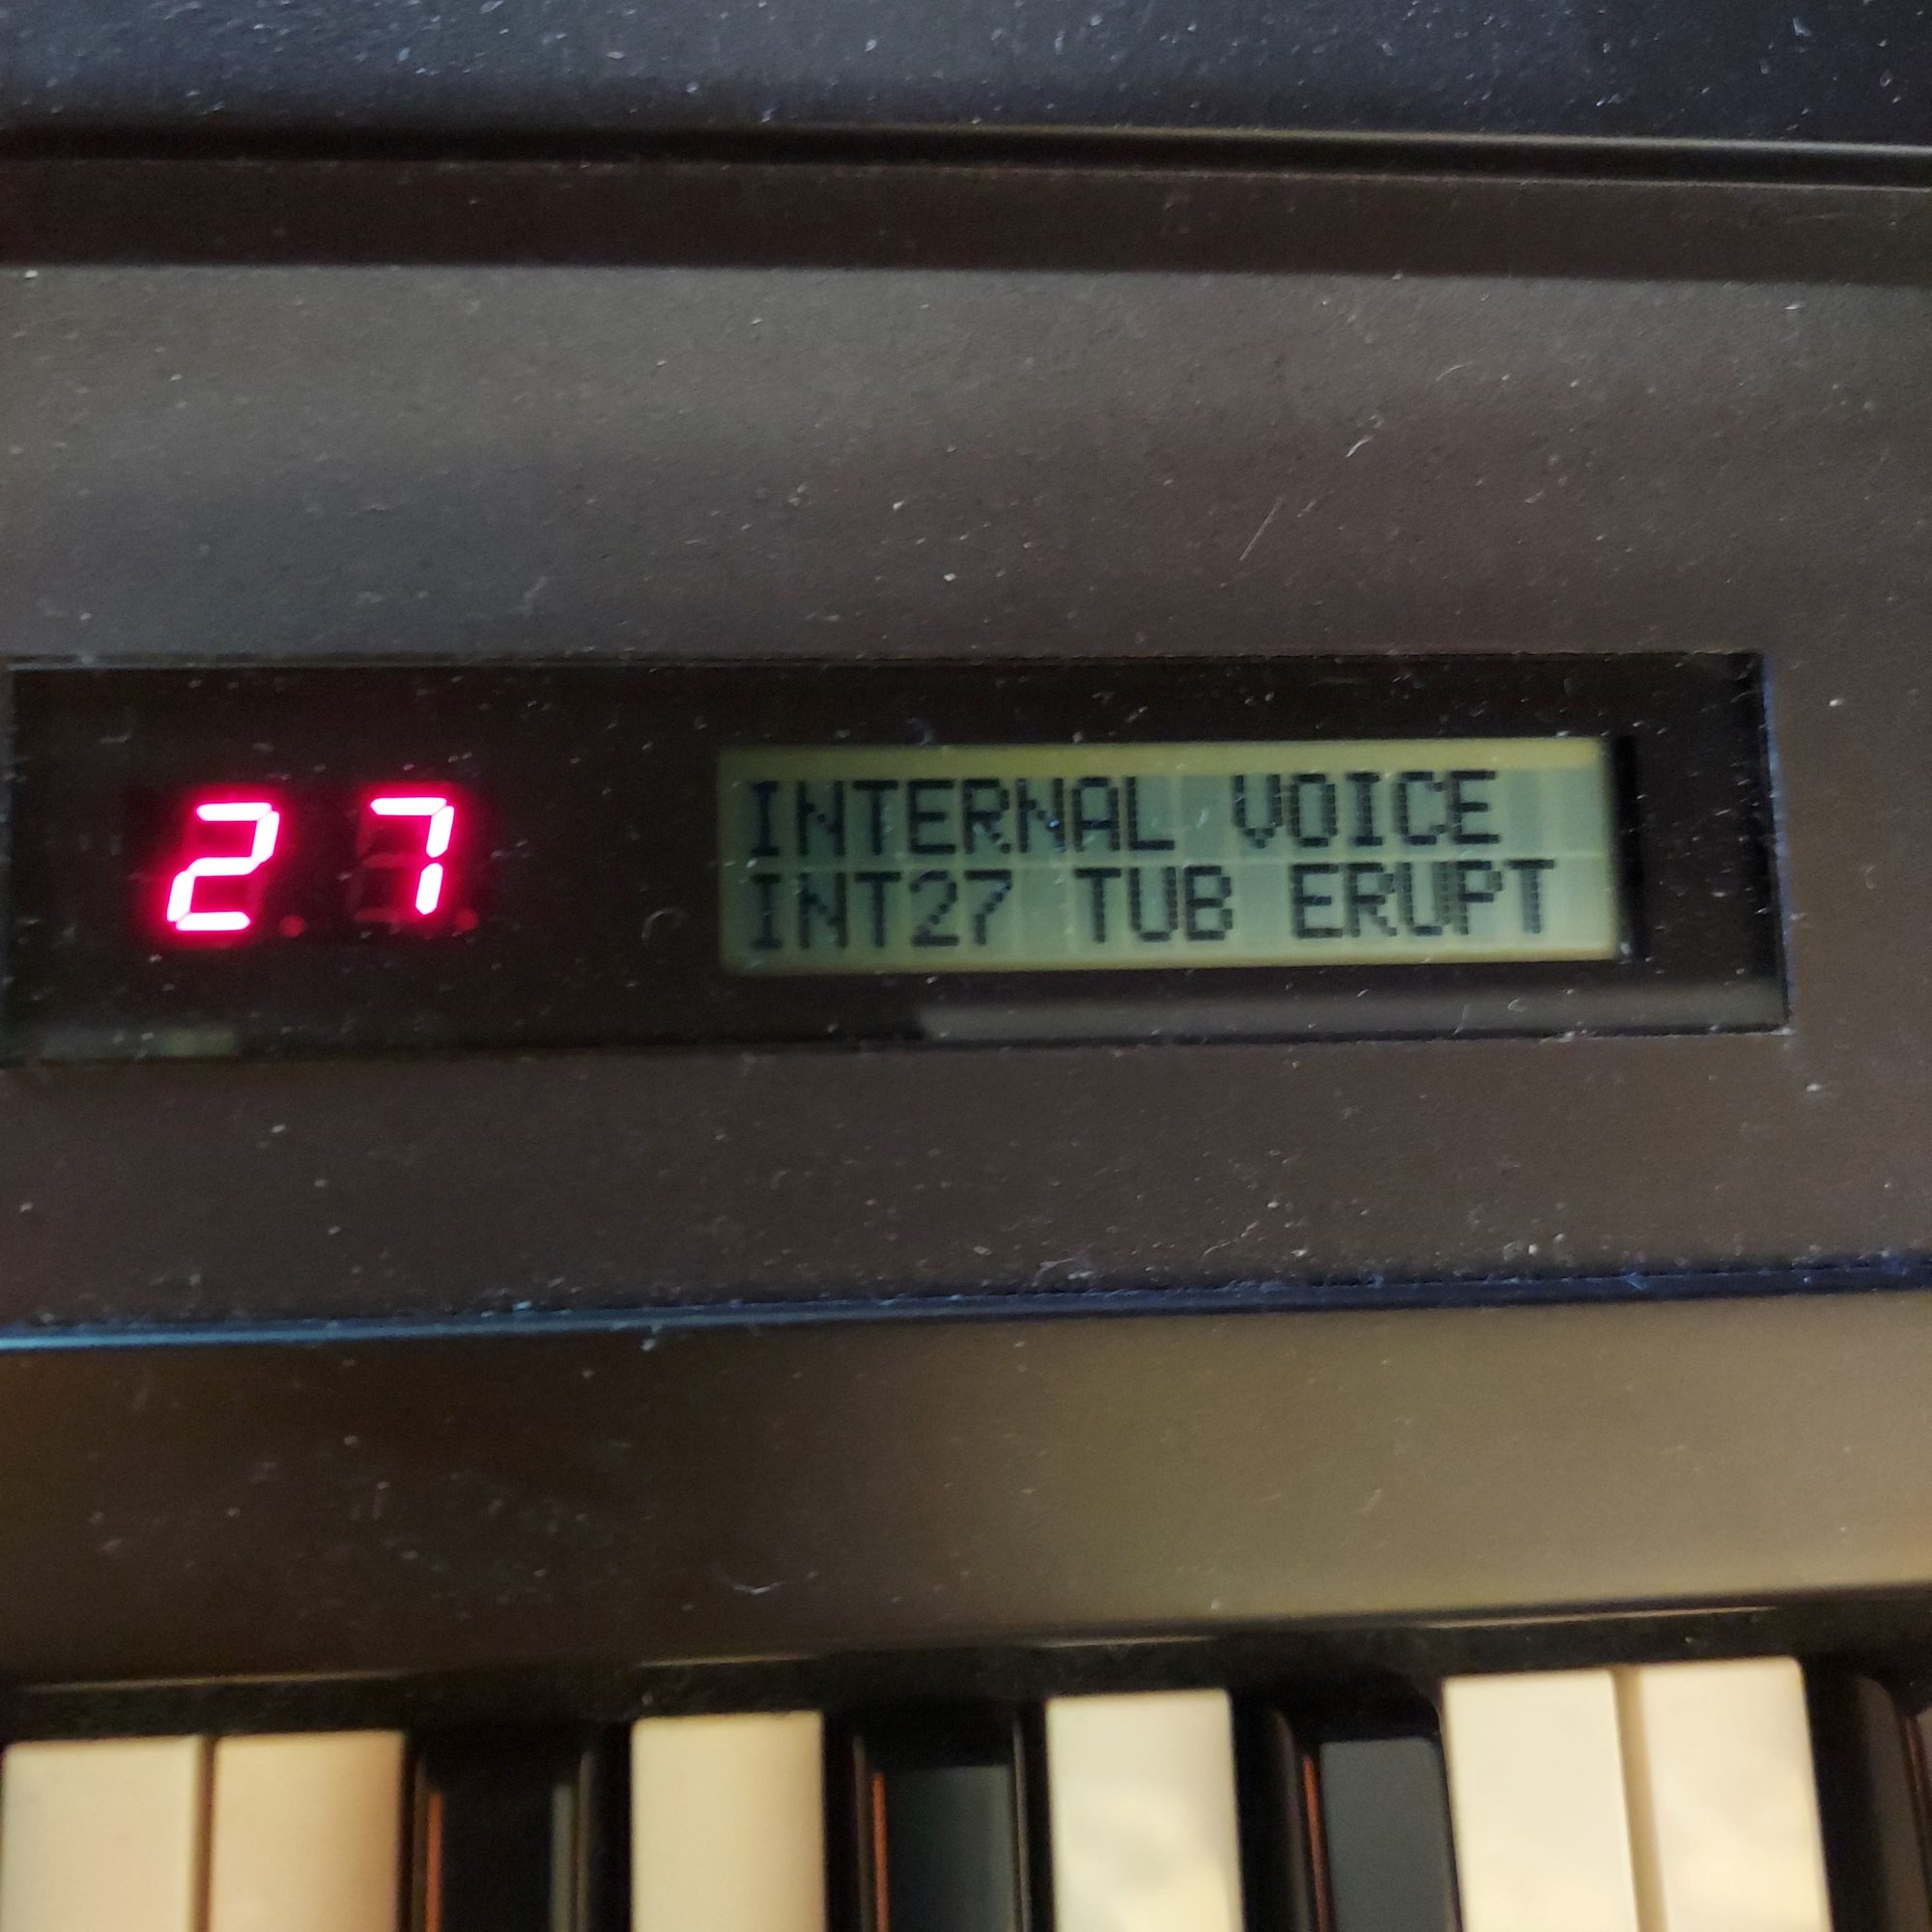 27
INTERNAL VOICE
INT27 TUB ERUPT